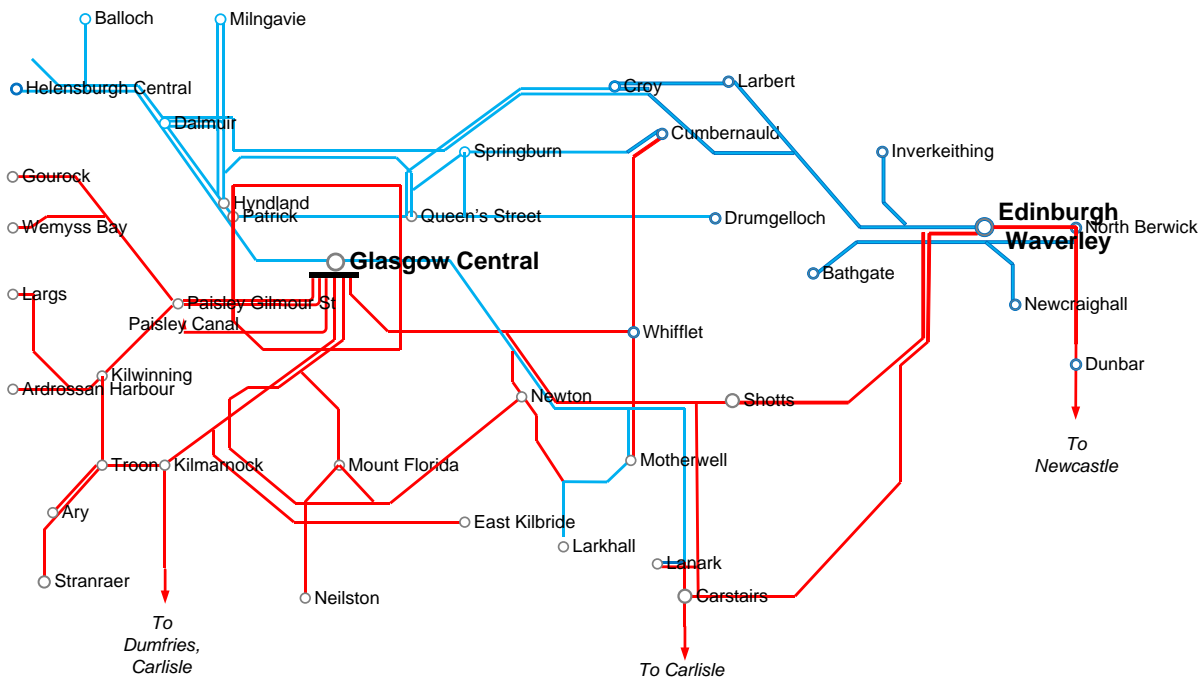 Balloch
Milngavie
Helensburgh Central
Croy
Larbert
Dalmuir
Cumbernauld
Springburn
Inverkeithing
Gourock
Hyndland
Patrick
Queen's Street
Drumgelloch
Wemyss Bay
Edinburgh
Waverley
North Berwick
Glasgow Central
Bathgate
Largs
Paisley Gilmour St
Newcraighall
Paisley Canal
Whifflet
Kilwinning
Dunbar
Ardrossan Harbour
Newton
Shotts
To
Newcastle
Troon
Kilmarnock
Mount Florida
Motherwell
Ary
East Kilbride
Larkhall
Lanark
Stranraer
Neilston
Carstairs
To
Dumfries,
Carlisle
To Carlisle